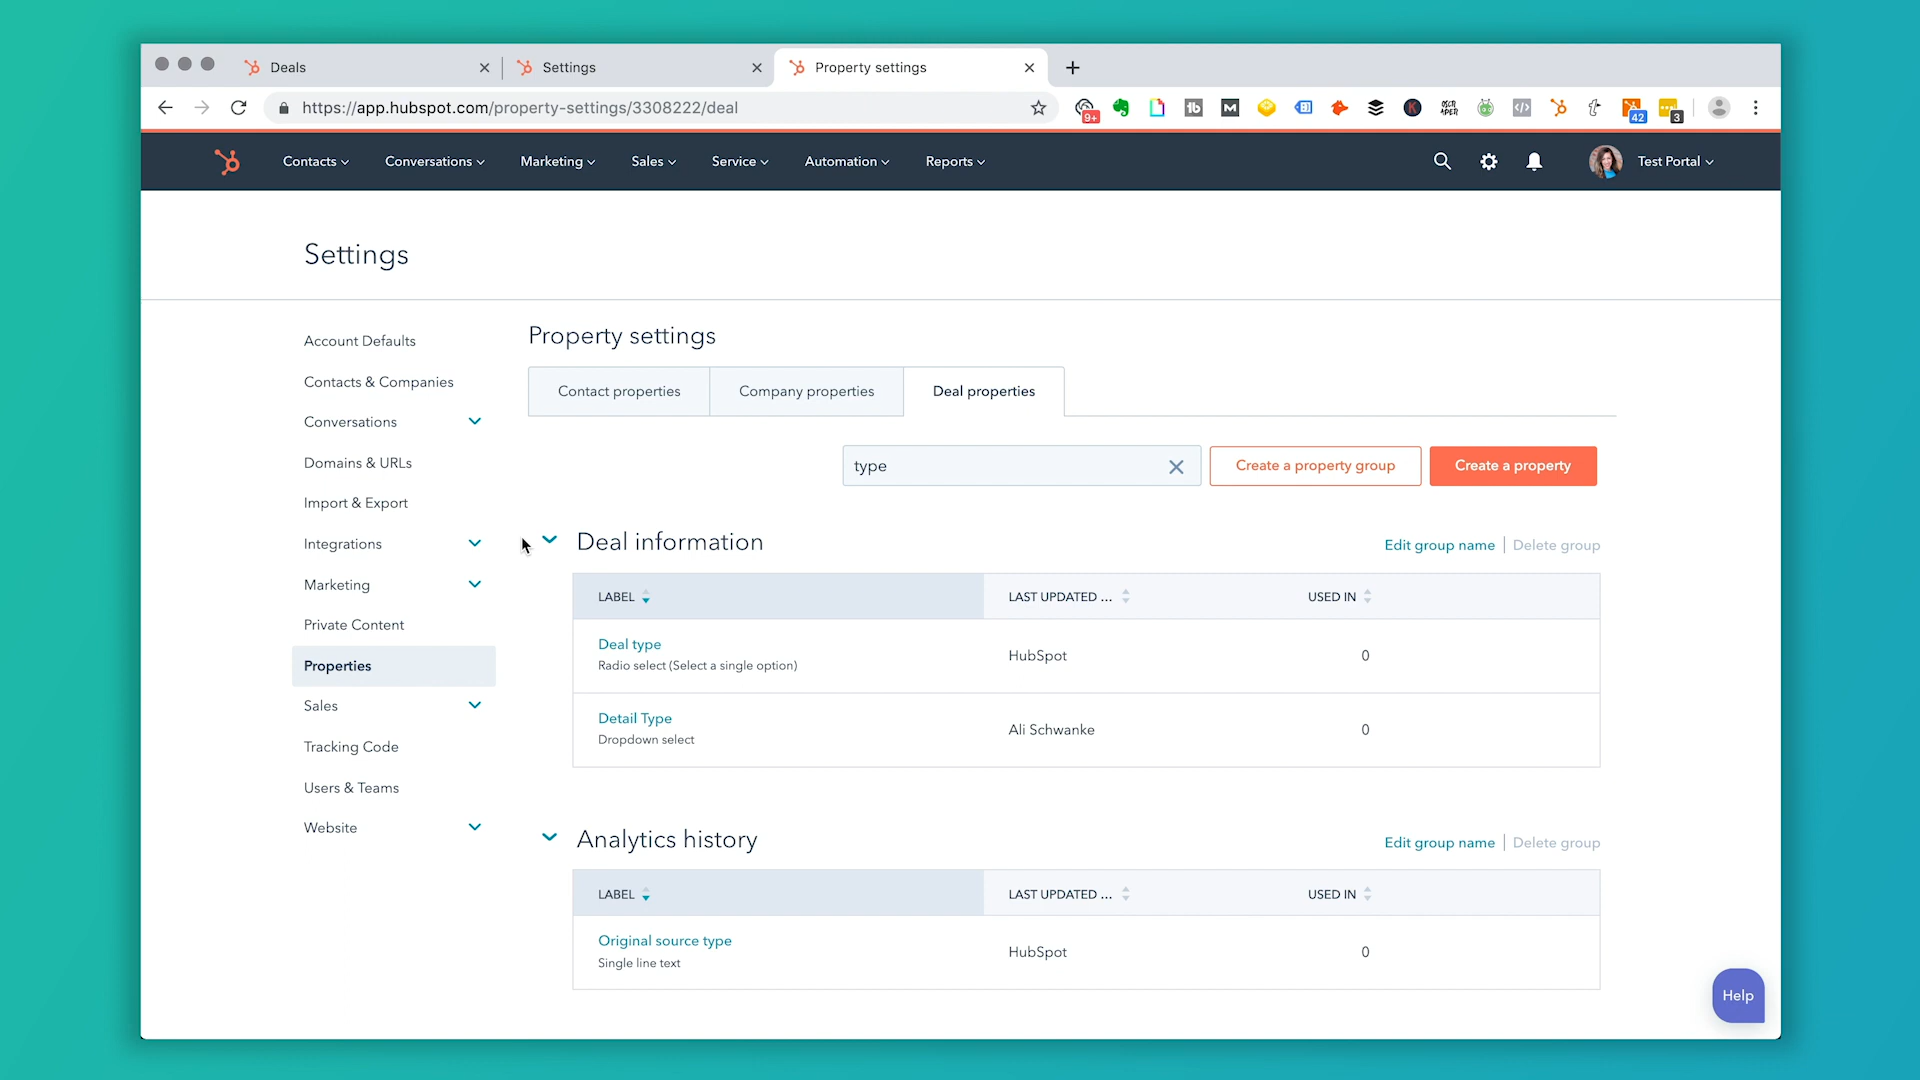 Deals
Settings
Property settings
https://app.hubspot.com/property-settings/3308222/deal
9+
42
3
Contacts
Conversations
Marketing
Sales
Service
Automation
Reports
Test Portal
Settings
Account Defaults
Contacts & Companies
Conversations
Domains & URLs
Import & Export
Integrations
Marketing
Private Content
Properties
Sales
Tracking Code
Users & Teams
Website
Property settings
Contact properties
Company properties
Deal properties
type
Create a property group
Create a property
Deal information
Edit group name
Delete group
LABEL
LAST UPDATED ...
USED IN
Deal type
Radio select (Select a single option)
HubSpot
0
Detail Type
Dropdown select
Ali Schwanke
0
Analytics history
Edit group name
Delete group
LABEL
LAST UPDATED ...
USED IN
Original source type
Single line text
HubSpot
0
Help